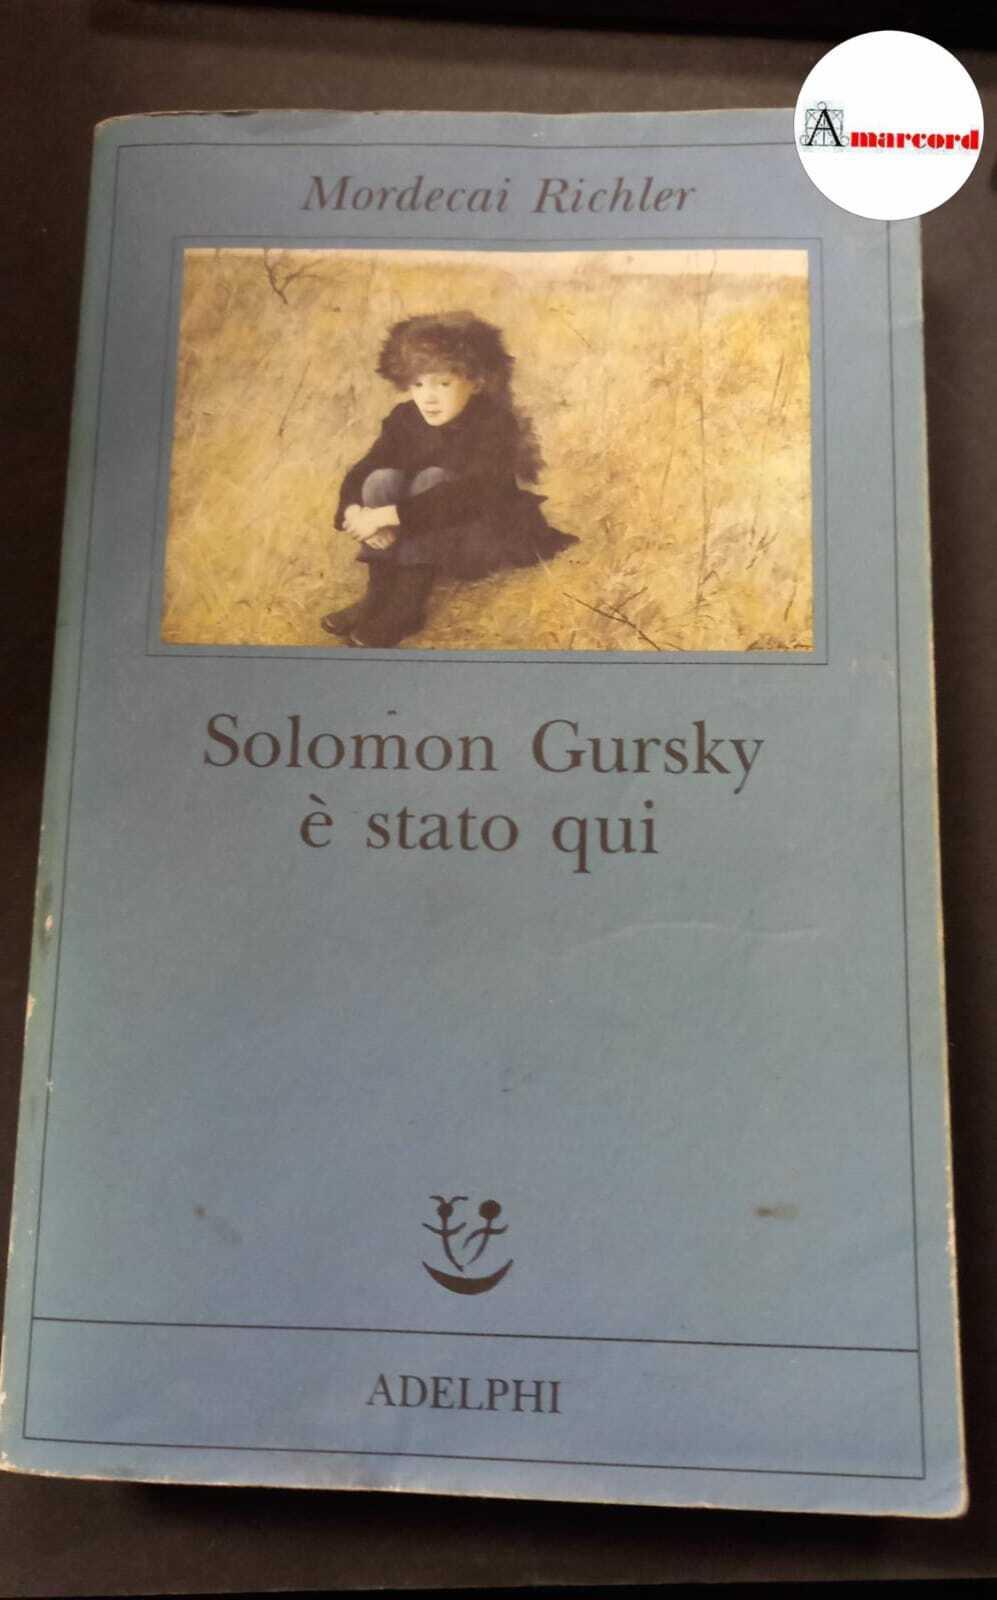 Amarcord
Mordecai Richler
Solomon Gursky
è stato qui
ADELPHI